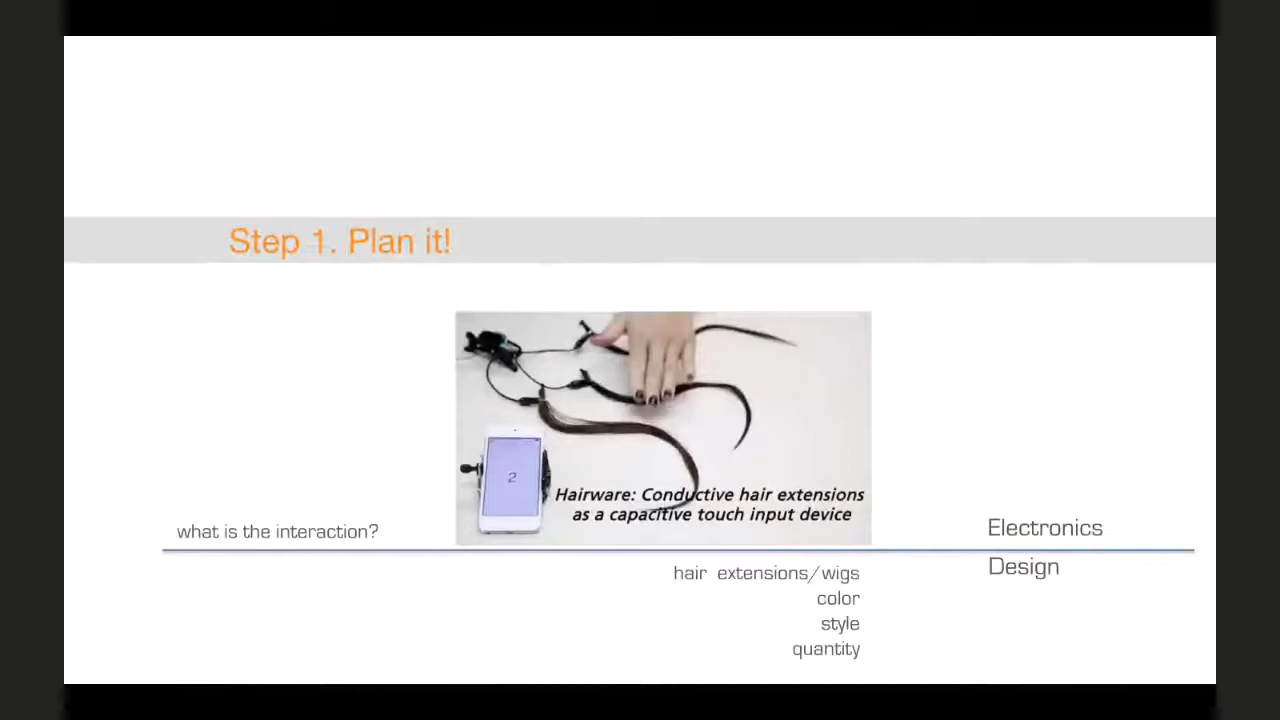 Step 1. Plan it!
2
Hairware: Conductive hair extensions
as a capacitive touch input device
what is the interaction?
Electronics
Design
hair extensions/wigs
color
style
quantity